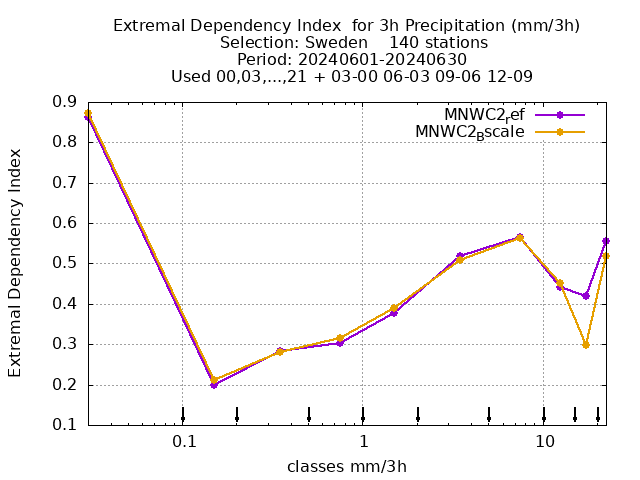 Extremal Dependency Index  for 3h Precipitation (mm/3h)
Selection: Sweden    140 stations
Period: 20240601-20240630
Used 00,03,...,21 + 03-00 06-03 09-06 12-09
MNWC2ref
MNWC2Bscale
Extremal Dependency Index
0.9
0.8
0.7
0.6
0.5
0.4
0.3
0.2
0.1
0.1 1 10
classes mm/3h